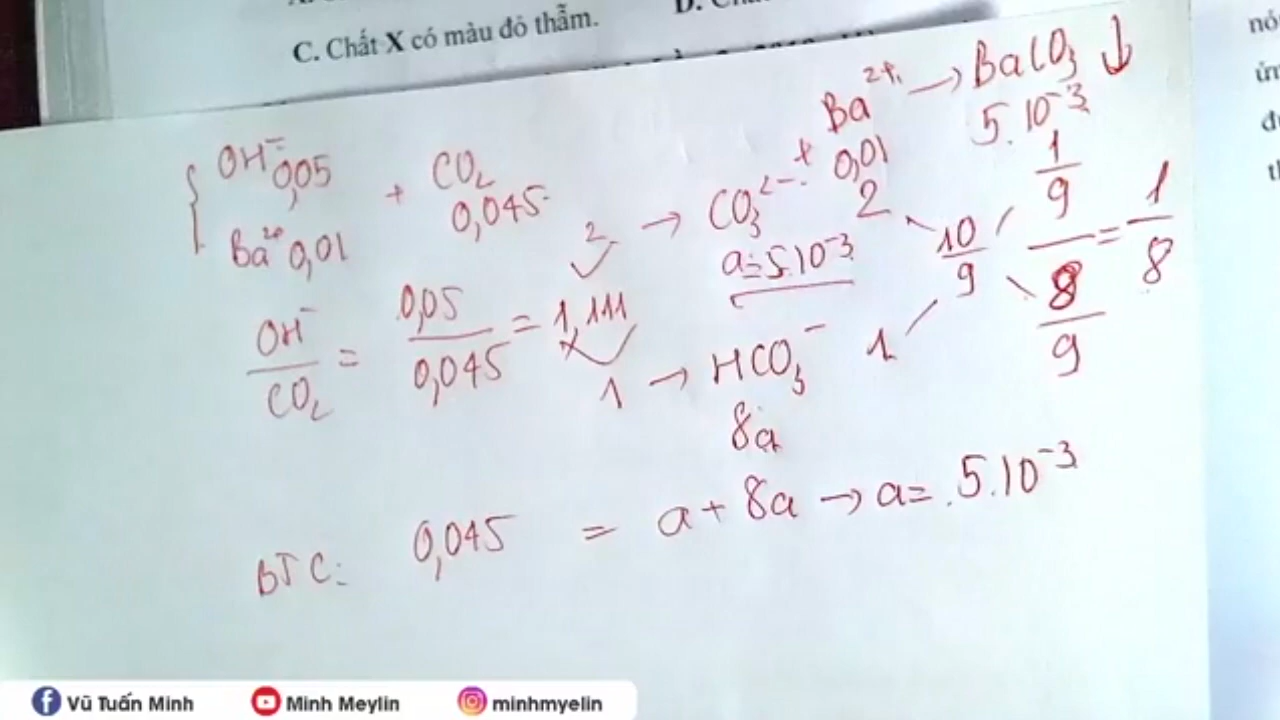 C. Chất X có màu đỏ thẫm.
D.
Ba²⁺ → BaCO₃ ↓
OH⁻ 0,05 + CO₂ → CO₃²⁻ + 0,01 5.10⁻³
Ba²⁺ 0,01 0,045 2 a=5.10⁻³ 2 10/9 1/9 / 8/9 = 1/8
OH⁻/CO₂ = 0,05/0,045 = 1,111
1 → HCO₃⁻ 1
8a
BTC: 0,045 = a + 8a → a = 5.10⁻³
Vũ Tuấn Minh Minh Meylin minhmyelin